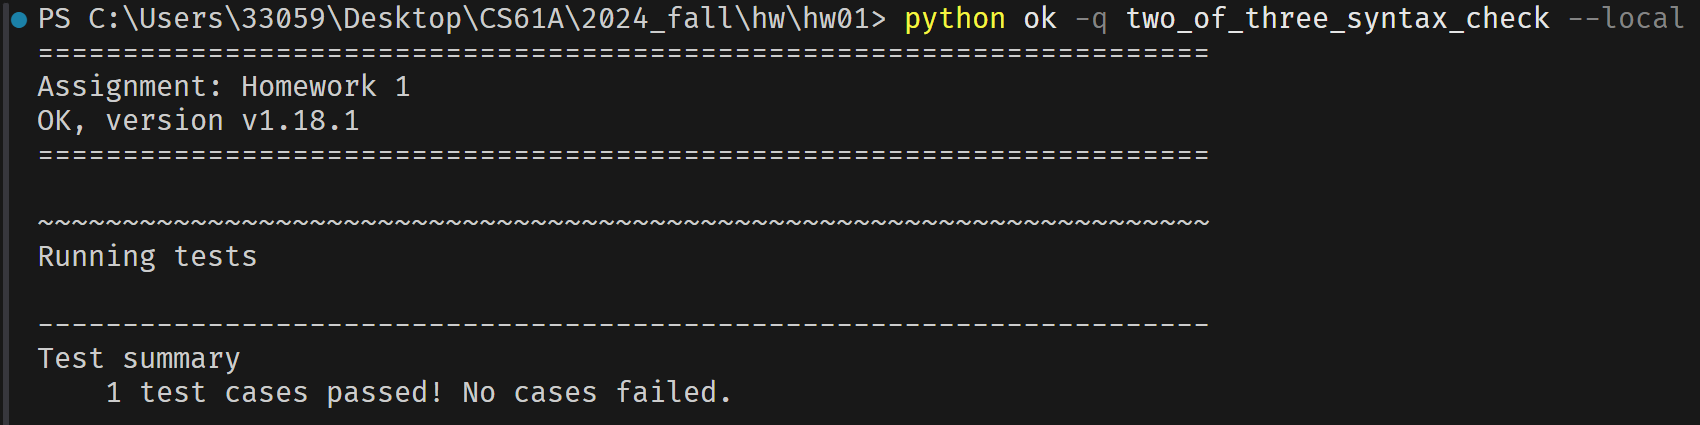 PS C:\Users\33059\Desktop\CS61A\2024_fall\hw\hw01> python ok -q two_of_three_syntax_check --local
=====================================================================
Assignment: Homework 1
OK, version v1.18.1
=====================================================================
~~~~~~~~~~~~~~~~~~~~~~~~~~~~~~~~~~~~~~~~~~~~~~~~~~~~~~~~~~~~~~~~~~~~~
Running tests
---------------------------------------------------------------------
Test summary
    1 test cases passed! No cases failed.